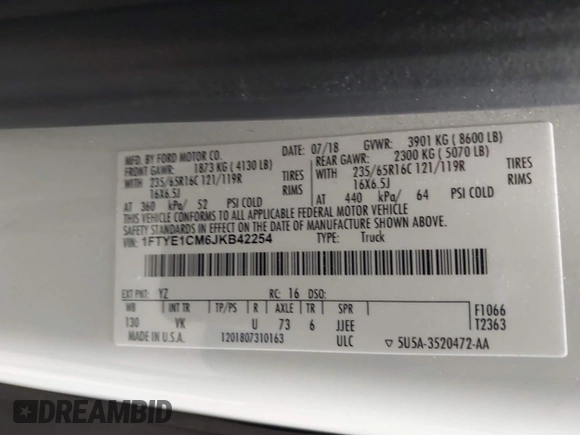 MFD. BY FORD MOTOR CO.
DATE: 07/18 GVWR: 3901 KG ( 8600 LB)
FRONT GAWR: 1873 KG ( 4130 LB)
REAR GAWR: 2300 KG ( 5070 LB)
WITH 235/65R16C 121/119R TIRES
WITH 235/65R16C 121/119R TIRES
16X6.5J RIMS
16X6.5J RIMS
AT 360 kPa/ 52 PSI COLD
AT 440 kPa/ 64 PSI COLD
THIS VEHICLE CONFORMS TO ALL APPLICABLE FEDERAL MOTOR VEHICLE
SAFETY STANDARDS IN EFFECT ON THE DATE OF MANUFACTURE SHOWN ABOVE.
VIN: 1FTYE1CM6JKB42254 TYPE: Truck
EXT PNT: YZ RC: 16 DSO:
WB INT TR TP/PS R AXLE TR SPR
130 VK U 73 6 JJEE
F1066
T2363
MADE IN U.S.A. 1201807310163 ULC ▽ 5U5A-3520472-AA
DREAMBID